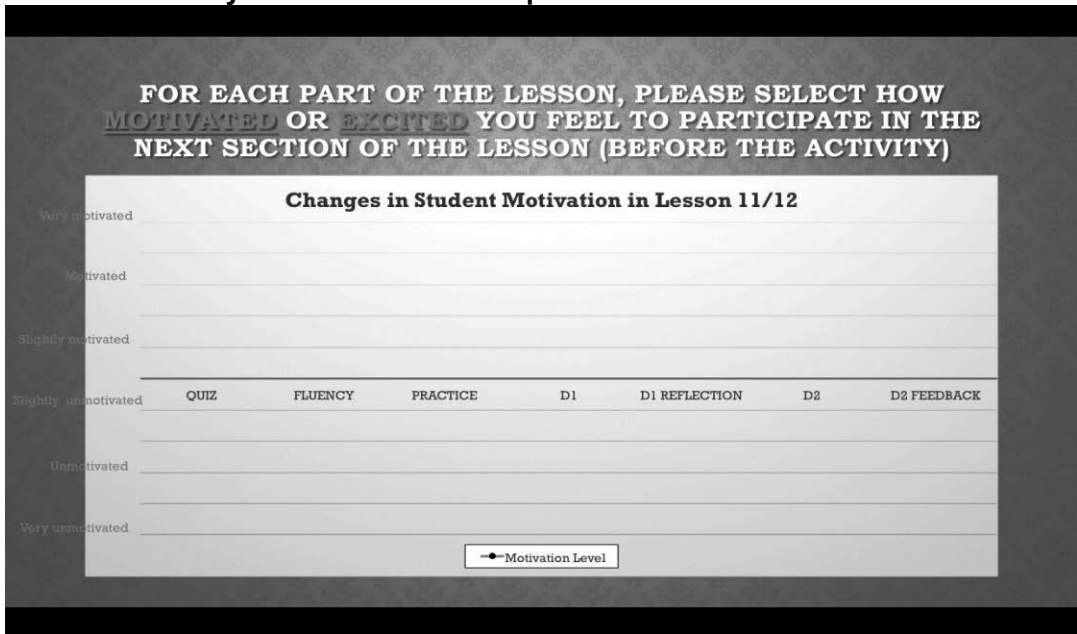 FOR EACH PART OF THE LESSON, PLEASE SELECT HOW
MOTIVATED OR EXCITED YOU FEEL TO PARTICIPATE IN THE
NEXT SECTION OF THE LESSON (BEFORE THE ACTIVITY)
Changes in Student Motivation in Lesson 11/12
Very motivated
Motivated
Slightly motivated
Slightly unmotivated
QUIZ FLUENCY PRACTICE D1 D1 REFLECTION D2 D2 FEEDBACK
Unmotivated
Very unmotivated
Motivation Level